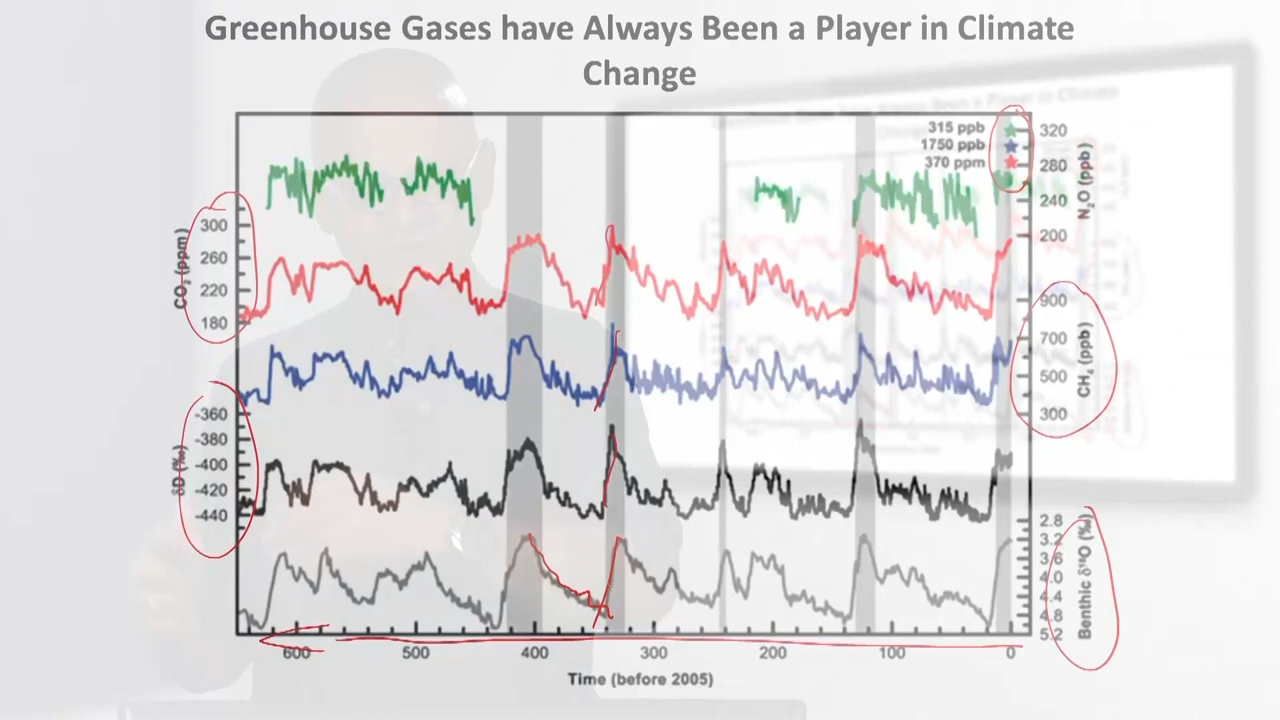 Greenhouse Gases have Always Been a Player in Climate
Change
315 ppb
1750 ppb
370 ppm
320
280
240
200
N₂O (ppb)
300
260
220
180
CO₂ (ppm)
900
700
500
300
CH₄ (ppb)
-360
-380
-400
-420
-440
δD (‰)
2.8
3.2
3.6
4.0
4.4
4.8
5.2
Benthic δ¹⁸O (‰)
600 500 400 300 200 100 0
Time (before 2005)